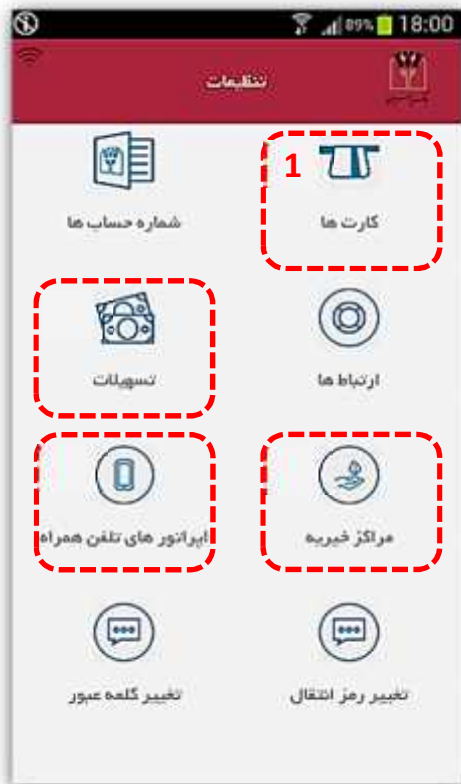 89% 18:00
تنظیمات
1
کارت ها
شماره حساب ها
ارتباط ها
تسهیلات
مراکز خیریه
اپراتور های تلفن همراه
تغییر رمز انتقال
تغییر کلمه عبور